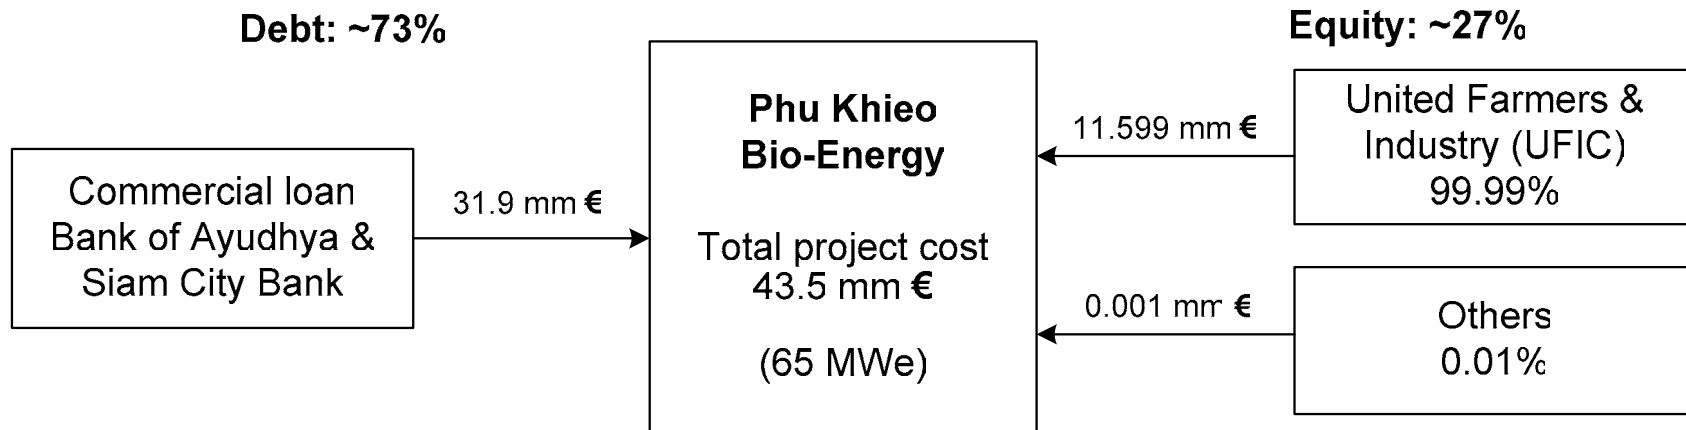 Debt: ~73%
Equity: ~27%
Commercial loan
Bank of Ayudhya &
Siam City Bank
31.9 mm €
Phu Khieo
Bio-Energy
Total project cost
43.5 mm €
(65 MWe)
11.599 mm €
United Farmers &
Industry (UFIC)
99.99%
0.001 mm €
Others
0.01%